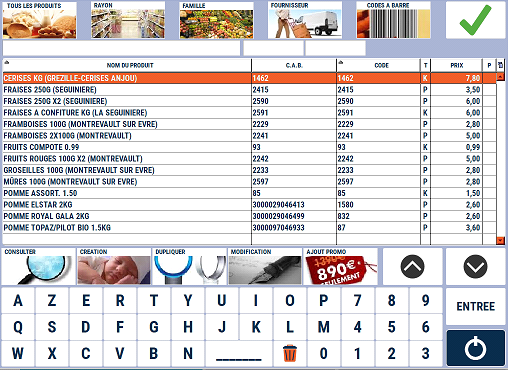 TOUS LES PRODUITS RAYON FAMILLE FOURNISSEUR CODES A BARRE
NOM DU PRODUIT C.A.B. CODE T PRIX P
CERISES KG (GREZILLE-CERISES ANJOU) 1462 1462 K 7,80
FRAISES 250G (SEGUINIERE) 2415 2415 P 3,50
FRAISES 250G X2 (SEGUINIERE) 2590 2590 P 6,00
FRAISES A CONFITURE KG (LA SEGUINIERE) 2591 2591 K 6,00
FRAMBOISES 100G (MONTREVAULT SUR EVRE) 2229 2229 P 2,80
FRAMBOISES 2X100G (MONTREVAULT) 2241 2241 P 5,00
FRUITS COMPOTE 0.99 93 93 K 0,99
FRUITS ROUGES 100G X2 (MONTREVAULT) 2242 2242 P 5,00
GROSEILLES 100G (MONTREVAULT SUR EVRE) 2233 2233 P 2,80
MÛRES 100G (MONTREVAULT SUR EVRE) 2597 2597 P 2,80
POMME ASSORT. 1.50 85 85 K 1,50
POMME ELSTAR 2KG 3000029046413 1580 P 2,60
POMME ROYAL GALA 2KG 3000029046499 832 P 2,60
POMME TOPAZ/PILOT BIO 1.5KG 3000097046933 87 P 3,60
CONSULTER CREATION DUPLIQUER MODIFICATION AJOUT PROMO
1390€
890€
SEULEMENT
A Z E R T Y U I O P 7 8 9 ENTREE
Q S D F G H J K L M 4 5 6
W X C V B N _______ 0 1 2 3